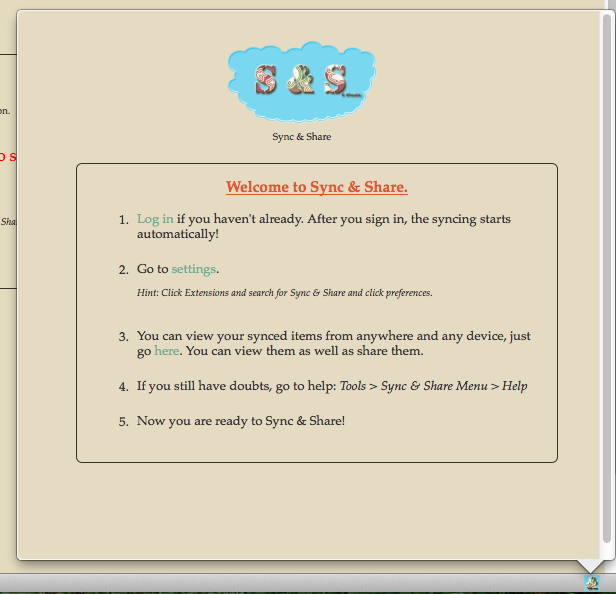 S & S
Sync & Share
on.
O S
Sha
Welcome to Sync & Share.
1. Log in if you haven't already. After you sign in, the syncing starts
automatically!
2. Go to settings.
Hint: Click Extensions and search for Sync & Share and click preferences.
3. You can view your synced items from anywhere and any device, just
go here. You can view them as well as share them.
4. If you still have doubts, go to help: Tools > Sync & Share Menu > Help
5. Now you are ready to Sync & Share!